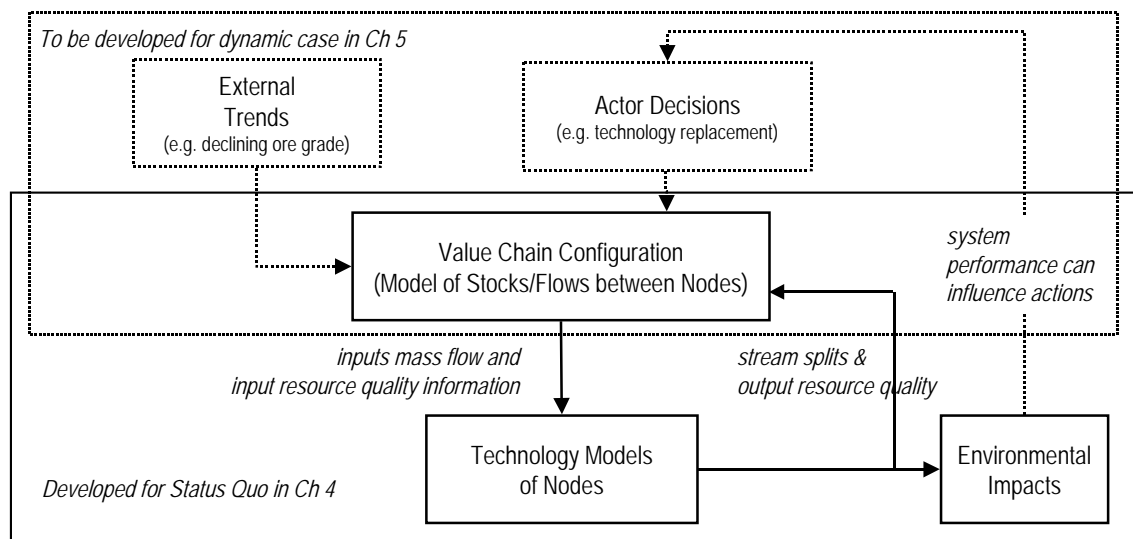 To be developed for dynamic case in Ch 5
External
Trends
(e.g. declining ore grade)
Actor Decisions
(e.g. technology replacement)
Value Chain Configuration
(Model of Stocks/Flows between Nodes)
system
performance can
influence actions
inputs mass flow and
input resource quality information
stream splits &
output resource quality
Technology Models
of Nodes
Environmental
Impacts
Developed for Status Quo in Ch 4